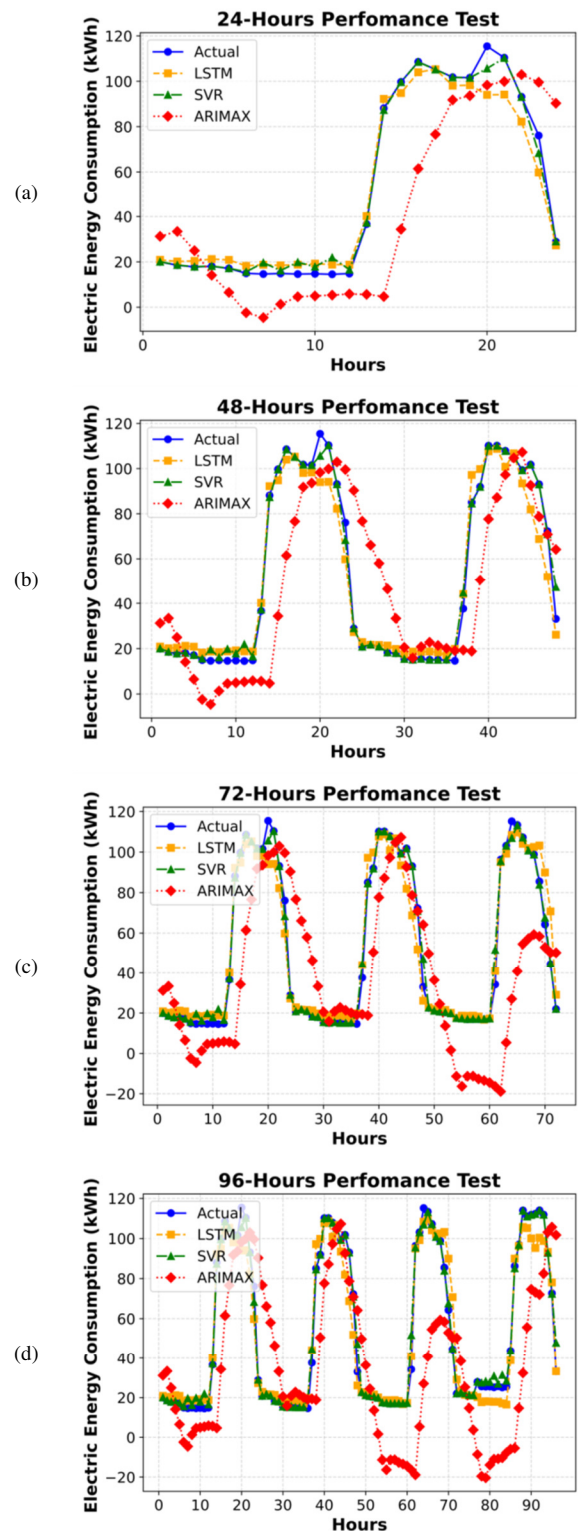 24-Hours Perfomance Test
Electric Energy Consumption (kWh)
120
100
80
60
40
20
0
Actual
LSTM
SVR
ARIMAX
0 10 20
Hours
(a)
48-Hours Perfomance Test
Electric Energy Consumption (kWh)
120
100
80
60
40
20
0
Actual
LSTM
SVR
ARIMAX
0 10 20 30 40
Hours
(b)
72-Hours Perfomance Test
Electric Energy Consumption (kWh)
120
100
80
60
40
20
0
−20
Actual
LSTM
SVR
ARIMAX
0 10 20 30 40 50 60 70
Hours
(c)
96-Hours Perfomance Test
Electric Energy Consumption (kWh)
120
100
80
60
40
20
0
−20
Actual
LSTM
SVR
ARIMAX
0 10 20 30 40 50 60 70 80 90
Hours
(d)